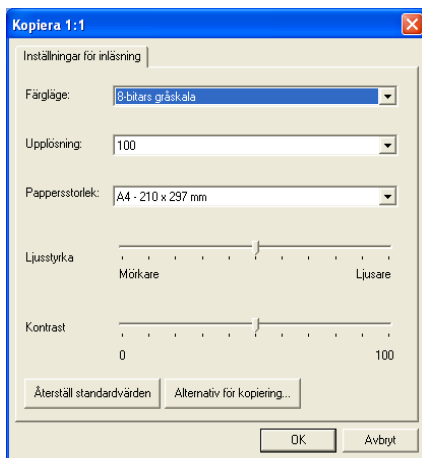 Kopiera 1:1
Inställningar för inläsning
Färgläge: 8-bitars gråskala
Upplösning: 100
Pappersstorlek: A4 - 210 x 297 mm
Ljusstyrka
Mörkare Ljusare
Kontrast
0 100
Återställ standardvärden Alternativ för kopiering...
OK Avbryt